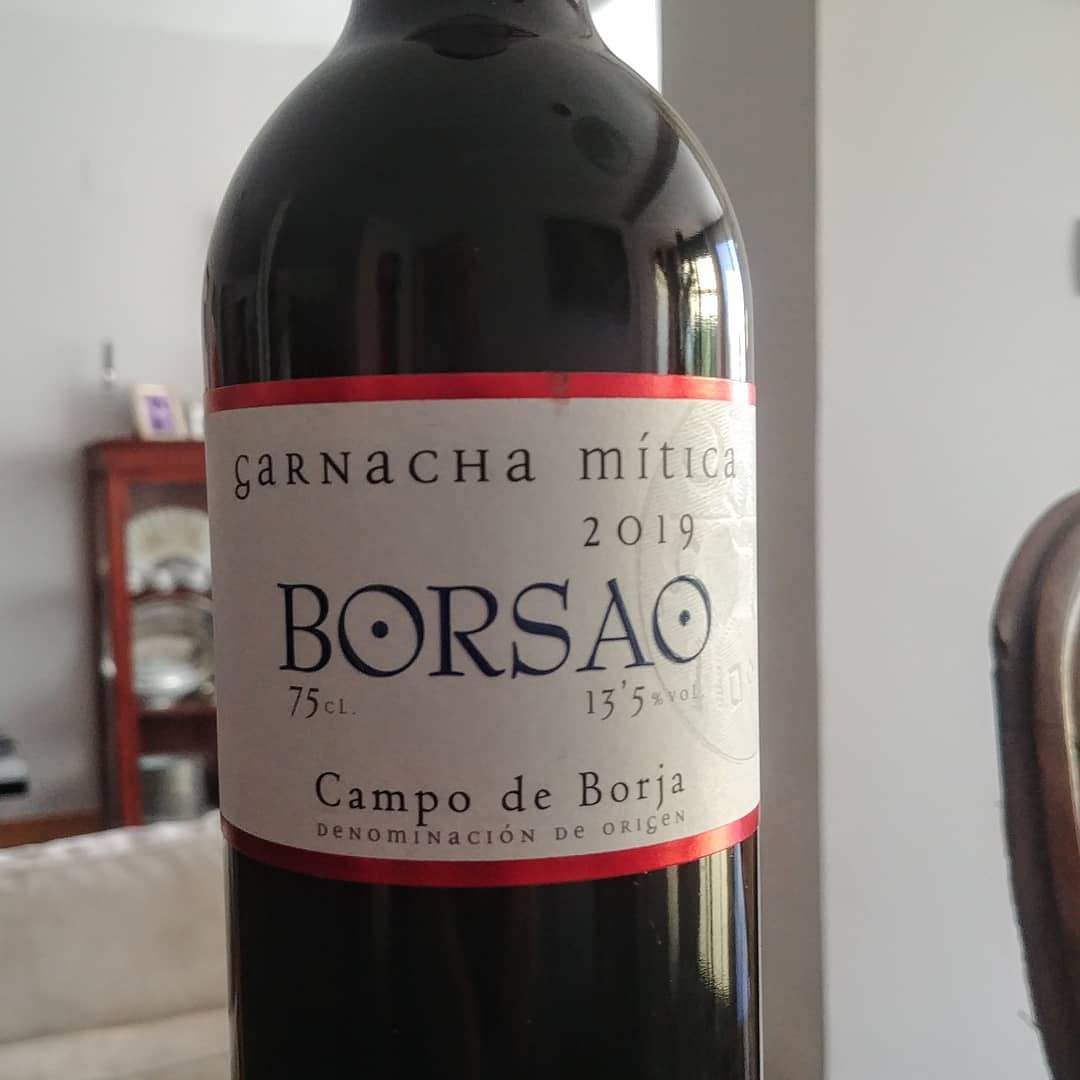 GARNACHA mítica
2019
BORSAO
75CL.
13'5%vol.
Campo de Borja
DENOMINACIÓN DE ORIGEN